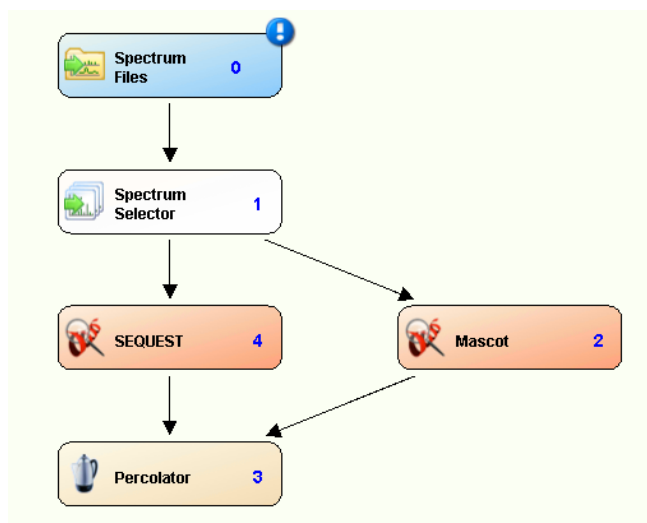 Spectrum
Files 0
Spectrum
Selector 1
SEQUEST 4
Mascot 2
Percolator 3